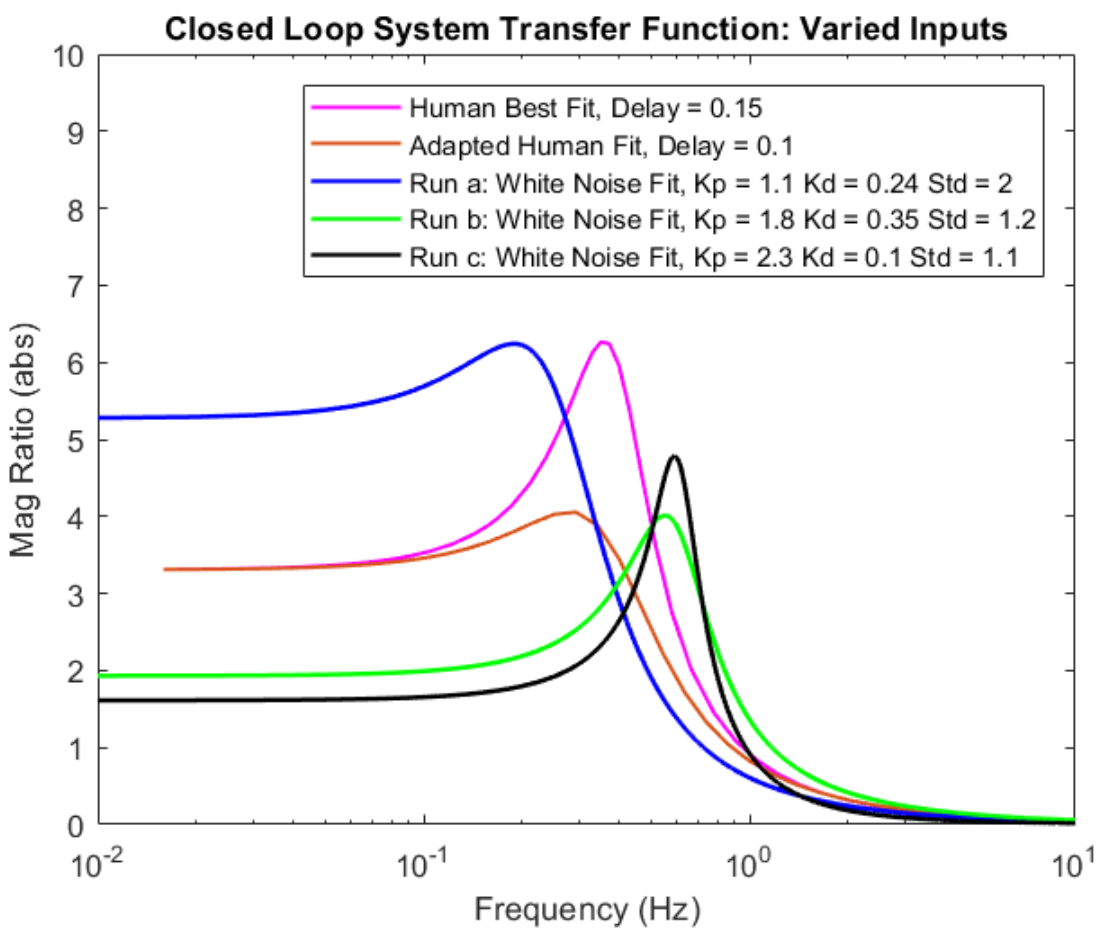 Closed Loop System Transfer Function: Varied Inputs
10
9
8
7
6
5
4
3
2
1
0
Mag Ratio (abs)
Human Best Fit, Delay = 0.15
Adapted Human Fit, Delay = 0.1
Run a: White Noise Fit, Kp = 1.1 Kd = 0.24 Std = 2
Run b: White Noise Fit, Kp = 1.8 Kd = 0.35 Std = 1.2
Run c: White Noise Fit, Kp = 2.3 Kd = 0.1 Std = 1.1
10⁻² 10⁻¹ 10⁰ 10¹
Frequency (Hz)